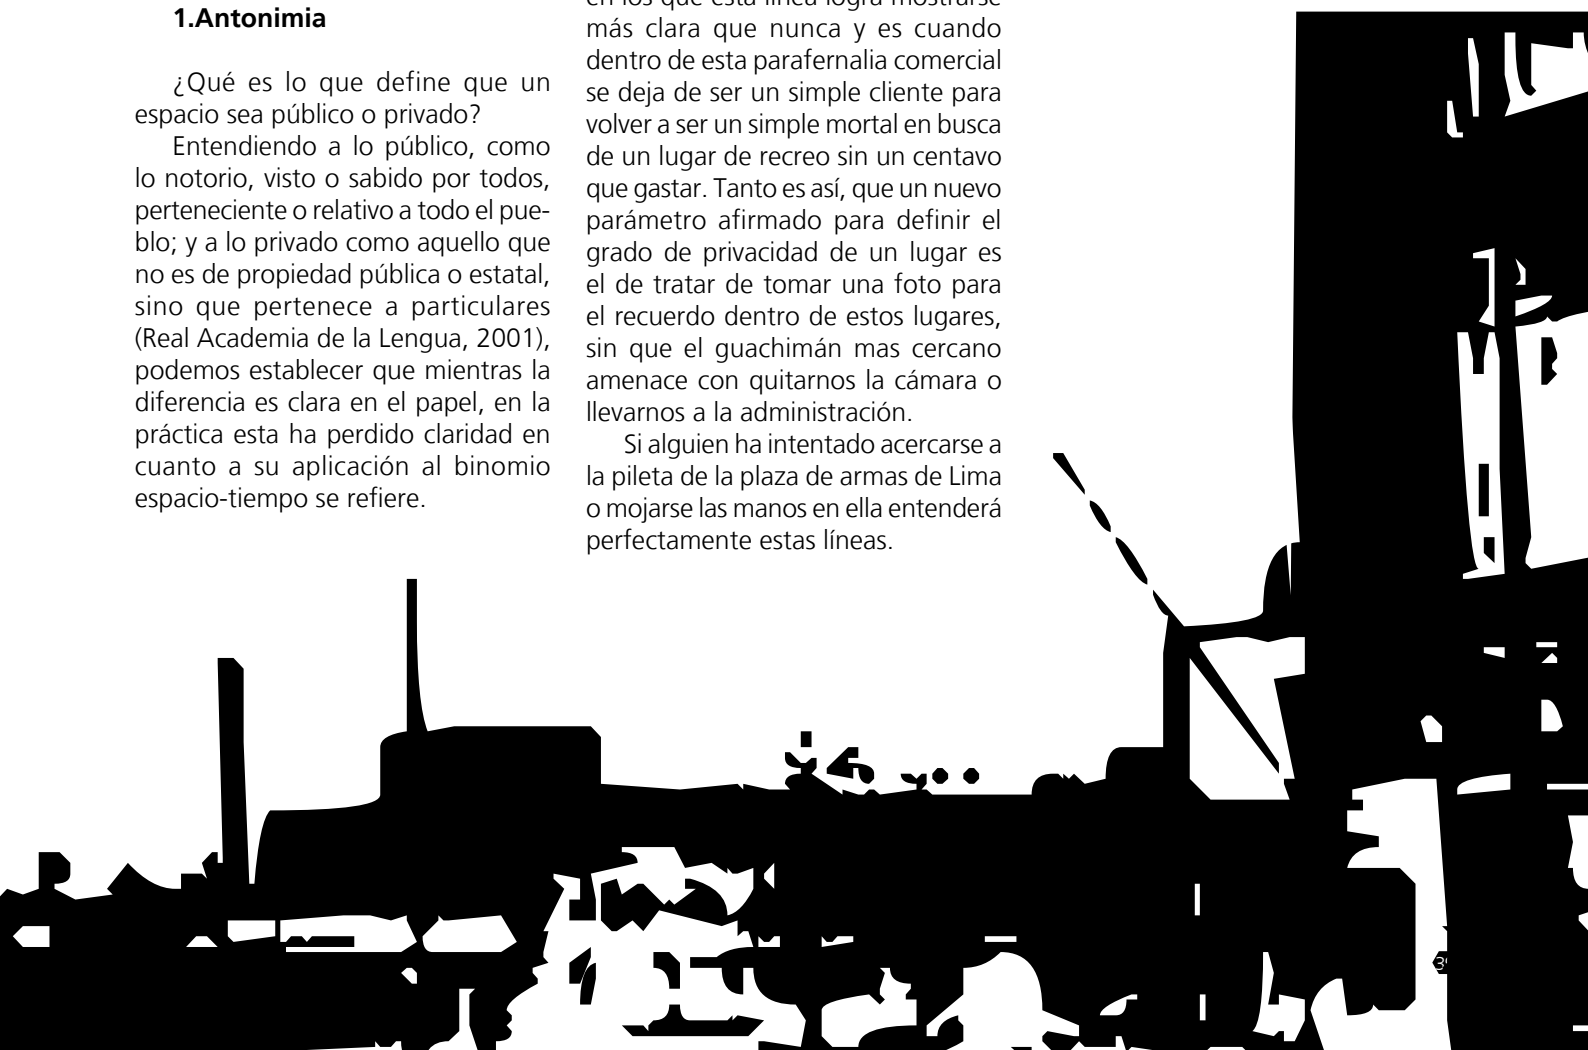 1.Antonimia
¿Qué es lo que define que un
espacio sea público o privado?
Entendiendo a lo público, como
lo notorio, visto o sabido por todos,
perteneciente o relativo a todo el pue-
blo; y a lo privado como aquello que
no es de propiedad pública o estatal,
sino que pertenece a particulares
(Real Academia de la Lengua, 2001),
podemos establecer que mientras la
diferencia es clara en el papel, en la
práctica esta ha perdido claridad en
cuanto a su aplicación al binomio
espacio-tiempo se refiere.
en los que esta línea logra mostrarse
más clara que nunca y es cuando
dentro de esta parafernalia comercial
se deja de ser un simple cliente para
volver a ser un simple mortal en busca
de un lugar de recreo sin un centavo
que gastar. Tanto es así, que un nuevo
parámetro afirmado para definir el
grado de privacidad de un lugar es
el de tratar de tomar una foto para
el recuerdo dentro de estos lugares,
sin que el guachimán mas cercano
amenace con quitarnos la cámara o
llevarnos a la administración.
Si alguien ha intentado acercarse a
la pileta de la plaza de armas de Lima
o mojarse las manos en ella entenderá
perfectamente estas líneas.